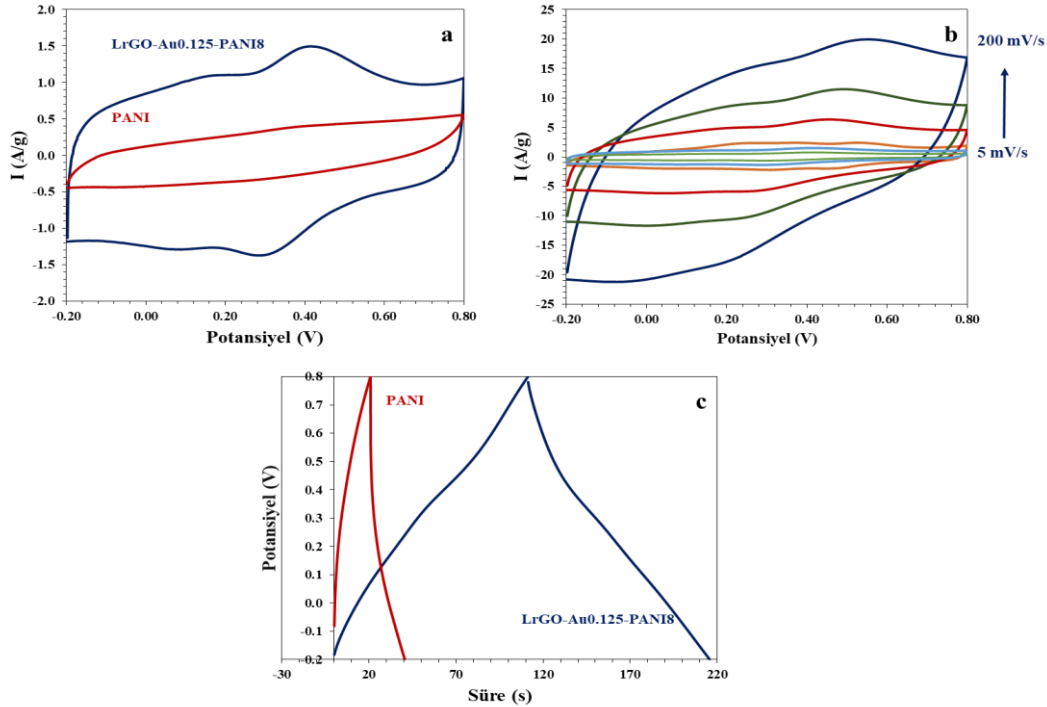 a
LrGO-Au0.125-PANI8
PANI
I (A/g)
2.0
1.5
1.0
0.5
0.0
-0.5
-1.0
-1.5
-2.0
-0.20 0.00 0.20 0.40 0.60 0.80
Potansiyel (V)
b
200 mV/s
5 mV/s
I (A/g)
25
20
15
10
5
0
-5
-10
-15
-20
-25
-0.20 0.00 0.20 0.40 0.60 0.80
Potansiyel (V)
c
PANI
LrGO-Au0.125-PANI8
Potansiyel (V)
0.8
0.7
0.6
0.5
0.4
0.3
0.2
0.1
0.0
-0.1
-0.2
-30 20 70 120 170 220
Süre (s)